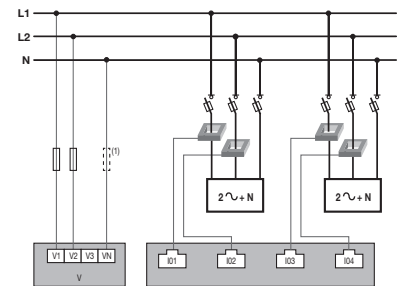 L1
L2
N
(1)
2 ~ + N
2 ~ + N
V1 V2 V3 VN
V
I01
I02
I03
I04